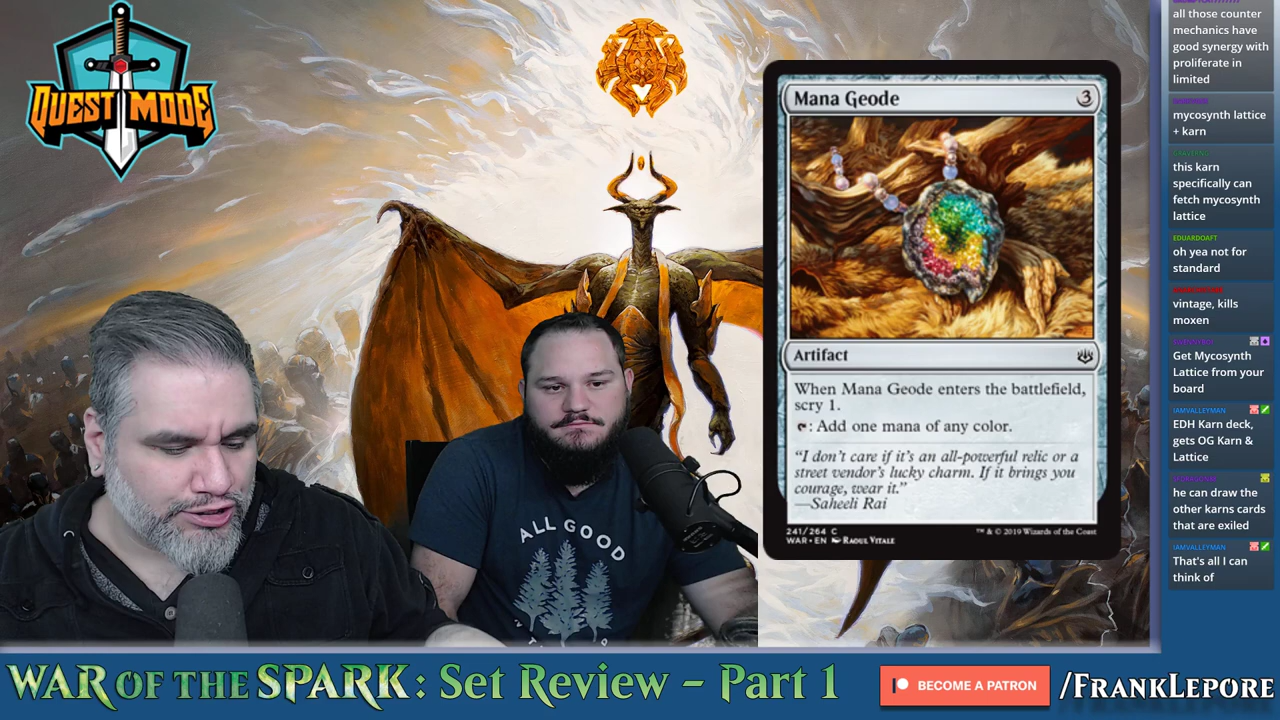 QUEST MODE
Mana Geode 3
Artifact
When Mana Geode enters the battlefield,
scry 1.
: Add one mana of any color.
“I don’t care if it’s an all-powerful relic or a
street vendor’s lucky charm. If it brings you
courage, wear it.”
—Saheeli Rai
241/264 C
WAR • EN RAOUL VITALE
™ & © 2019 Wizards of the Coast
ALL GOOD
all those counter
mechanics have
good synergy with
proliferate in
limited
mycosynth lattice
+ karn
this karn
specifically can
fetch mycosynth
lattice
EDUARDOAFT
oh yea not for
standard
vintage, kills
moxen
Get Mycosynth
Lattice from your
board
IAMVALLEYMAN
EDH Karn deck,
gets OG Karn &
Lattice
he can draw the
other karns cards
that are exiled
IAMVALLEYMAN
That's all I can
think of
WAR OF THE SPARK: Set Review - Part 1
BECOME A PATRON
/FRANKLEPORE